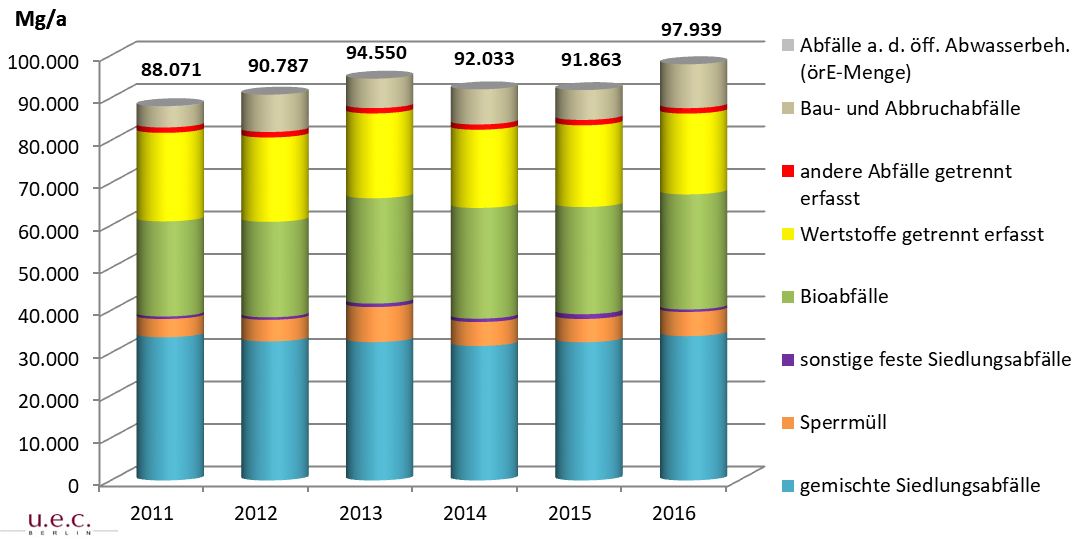 Mg/a
100.000
90.000
80.000
70.000
60.000
50.000
40.000
30.000
20.000
10.000
0
88.071
90.787
94.550
92.033
91.863
97.939
2011
2012
2013
2014
2015
2016
Abfälle a. d. öff. Abwasserbeh.
(örE-Menge)
Bau- und Abbruchabfälle
andere Abfälle getrennt
erfasst
Wertstoffe getrennt erfasst
Bioabfälle
sonstige feste Siedlungsabfälle
Sperrmüll
gemischte Siedlungsabfälle
u.e.c.
BERLIN